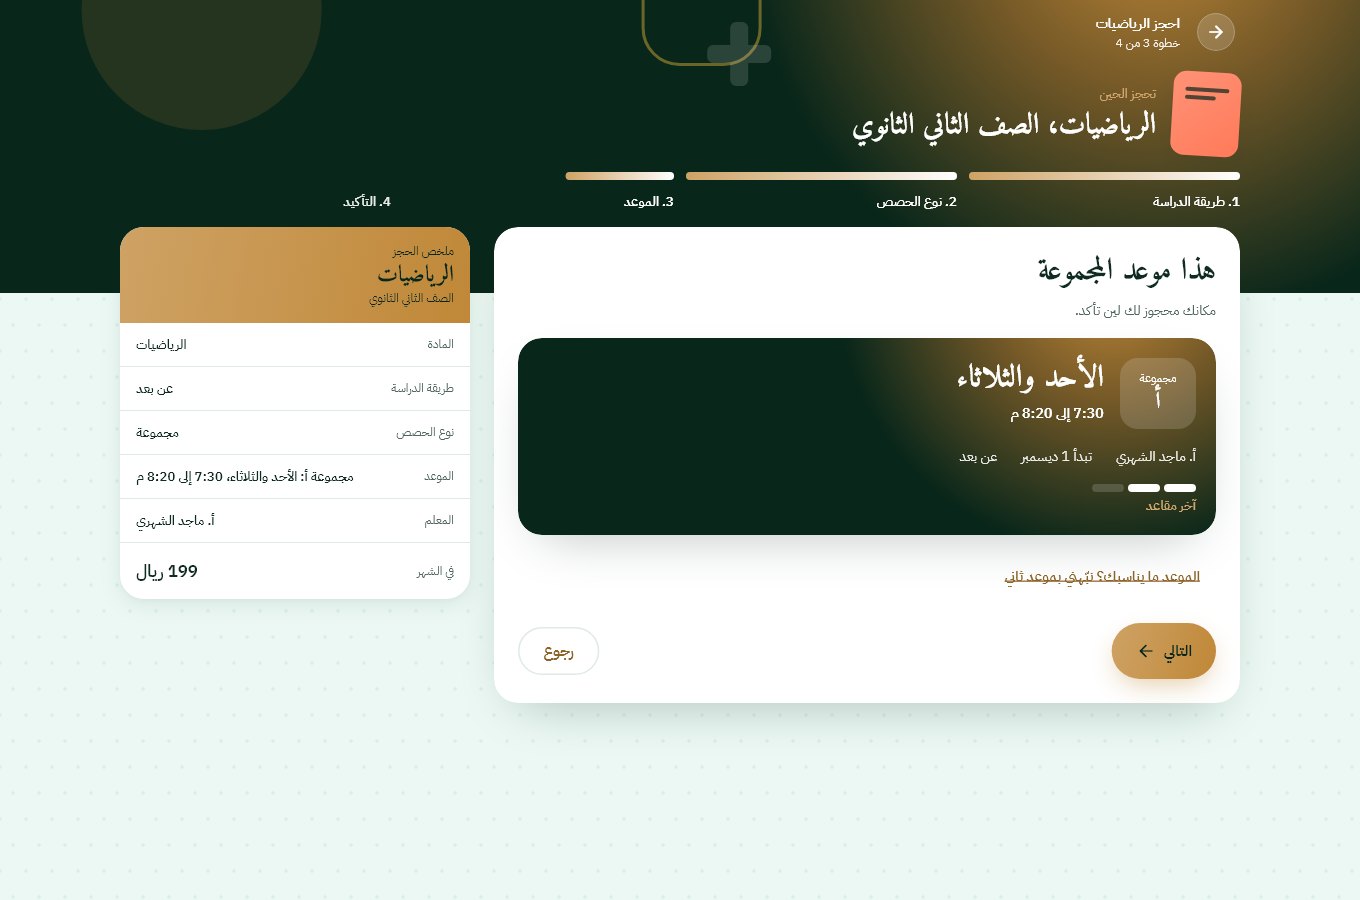 احجز الرياضيات
خطوة 3 من 4
تحجز الحين
الرياضيات، الصف الثاني الثانوي
1. طريقة الدراسة
2. نوع الحصص
3. الموعد
4. التأكيد
هذا موعد المجموعة
مكانك محجوز لك لين تأكد.
مجموعة
أ
الأحد والثلاثاء
7:30 إلى 8:20 م
أ. ماجد الشهري
تبدأ 1 ديسمبر
عن بعد
آخر مقاعد
الموعد ما يناسبك؟ نبّهني بموعد ثاني
التالي
رجوع
ملخص الحجز
الرياضيات
الصف الثاني الثانوي
المادة
الرياضيات
طريقة الدراسة
عن بعد
نوع الحصص
مجموعة
الموعد
مجموعة أ: الأحد والثلاثاء، 7:30 إلى 8:20 م
المعلم
أ. ماجد الشهري
في الشهر
199 ريال